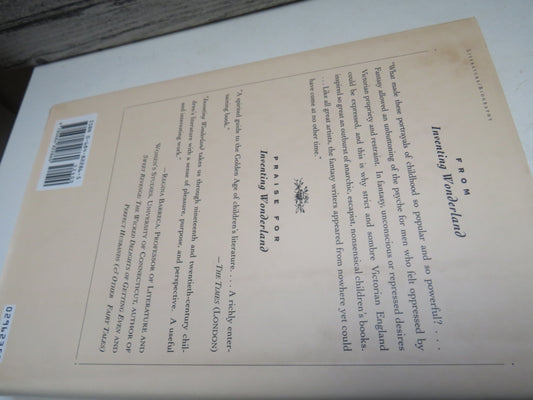 LITERATURE/BIOGRAPHY
FROM
Inventing Wonderland
"What made these portrayals of childhood so popular and so powerful? . . .
Fantasy allowed an unbuttoning of the psyche for men who felt oppressed by
Victorian propriety and restraint. In fantasy, unconscious or repressed desires
could be expressed, and this is why strict and sombre Victorian England
inspired so great an outburst of anarchic, escapist, nonsensical children's books.
. . . Like all great artists, the fantasy writers appeared from nowhere yet could
have come at no other time."
PRAISE FOR
Inventing Wonderland
"A spirited guide to the Golden Age of children's literature. . . . A richly enter-
taining book."
—THE TIMES (LONDON)
"Inventing Wonderland takes us through nineteenth and twentieth-century chil-
dren's literature with a sense of pleasure, purpose, and perspective. A useful
and interesting work."
—REGINA BARRECA, PROFESSOR OF LITERATURE AND
WOMEN'S STUDIES, UNIVERSITY OF CONNECTICUT, AUTHOR OF
SWEET REVENGE: THE WICKED DELIGHTS OF GETTING EVEN AND
PERFECT HUSBANDS (& OTHER FAIRY TALES)